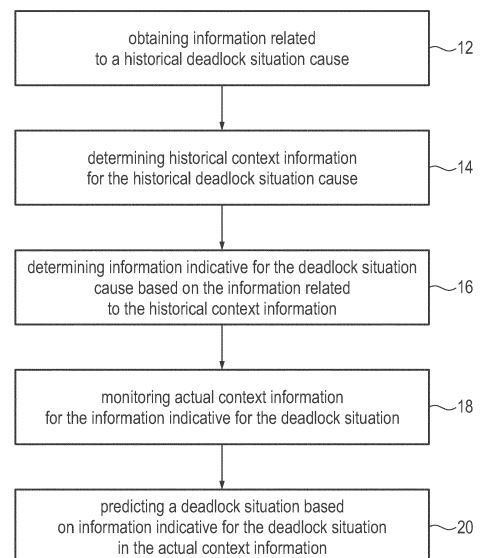 obtaining information related
to a historical deadlock situation cause
12
determining historical context information
for the historical deadlock situation cause
14
determining information indicative for the deadlock situation
cause based on the information related
to the historical context information
16
monitoring actual context information
for the information indicative for the deadlock situation
18
predicting a deadlock situation based
on information indicative for the deadlock situation
in the actual context information
20